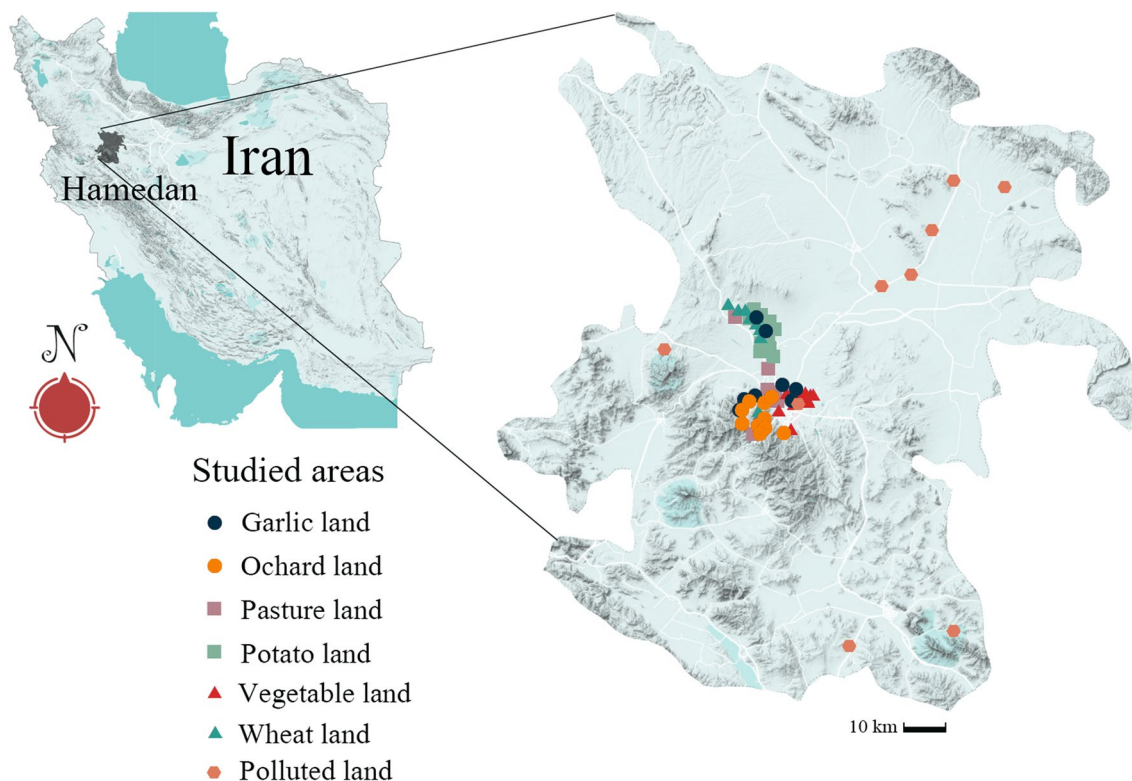 Iran
Hamedan
N
Studied areas
Garlic land
Ochard land
Pasture land
Potato land
Vegetable land
Wheat land
Polluted land
10 km